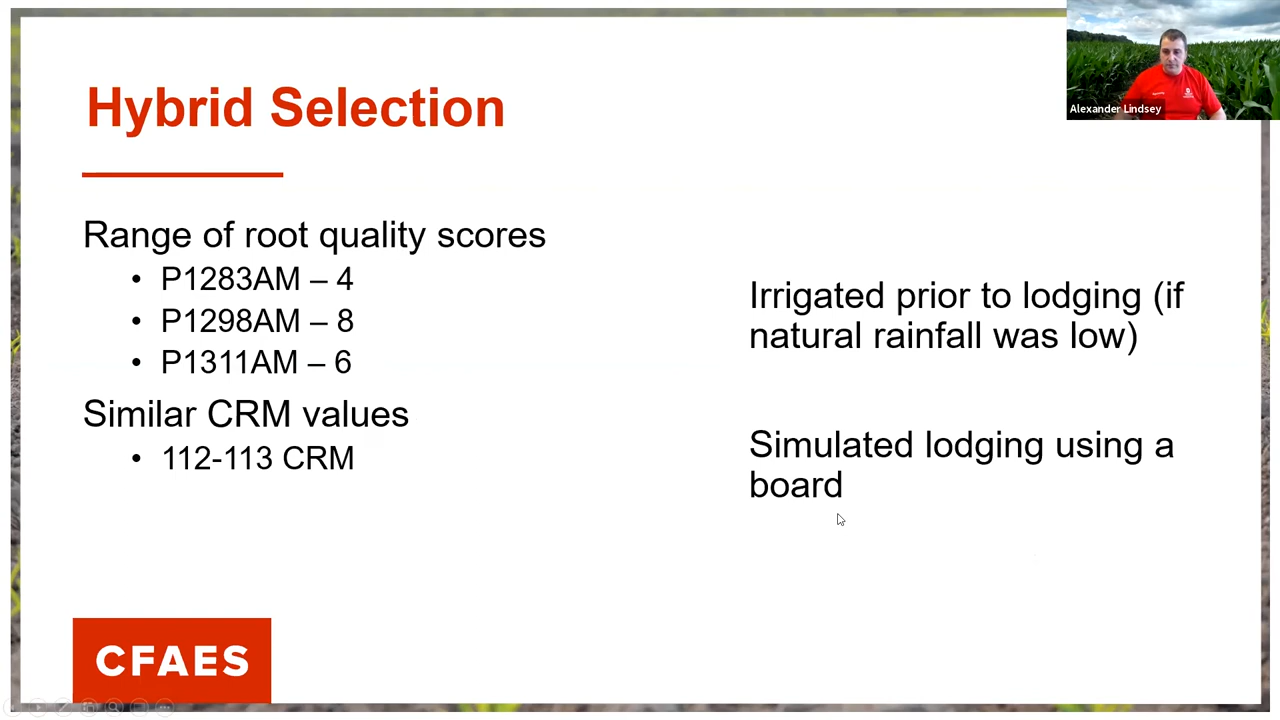 Hybrid Selection
Alexander Lindsey
Range of root quality scores
• P1283AM – 4
• P1298AM – 8
• P1311AM – 6
Similar CRM values
• 112-113 CRM
Irrigated prior to lodging (if
natural rainfall was low)
Simulated lodging using a
board
CFAES